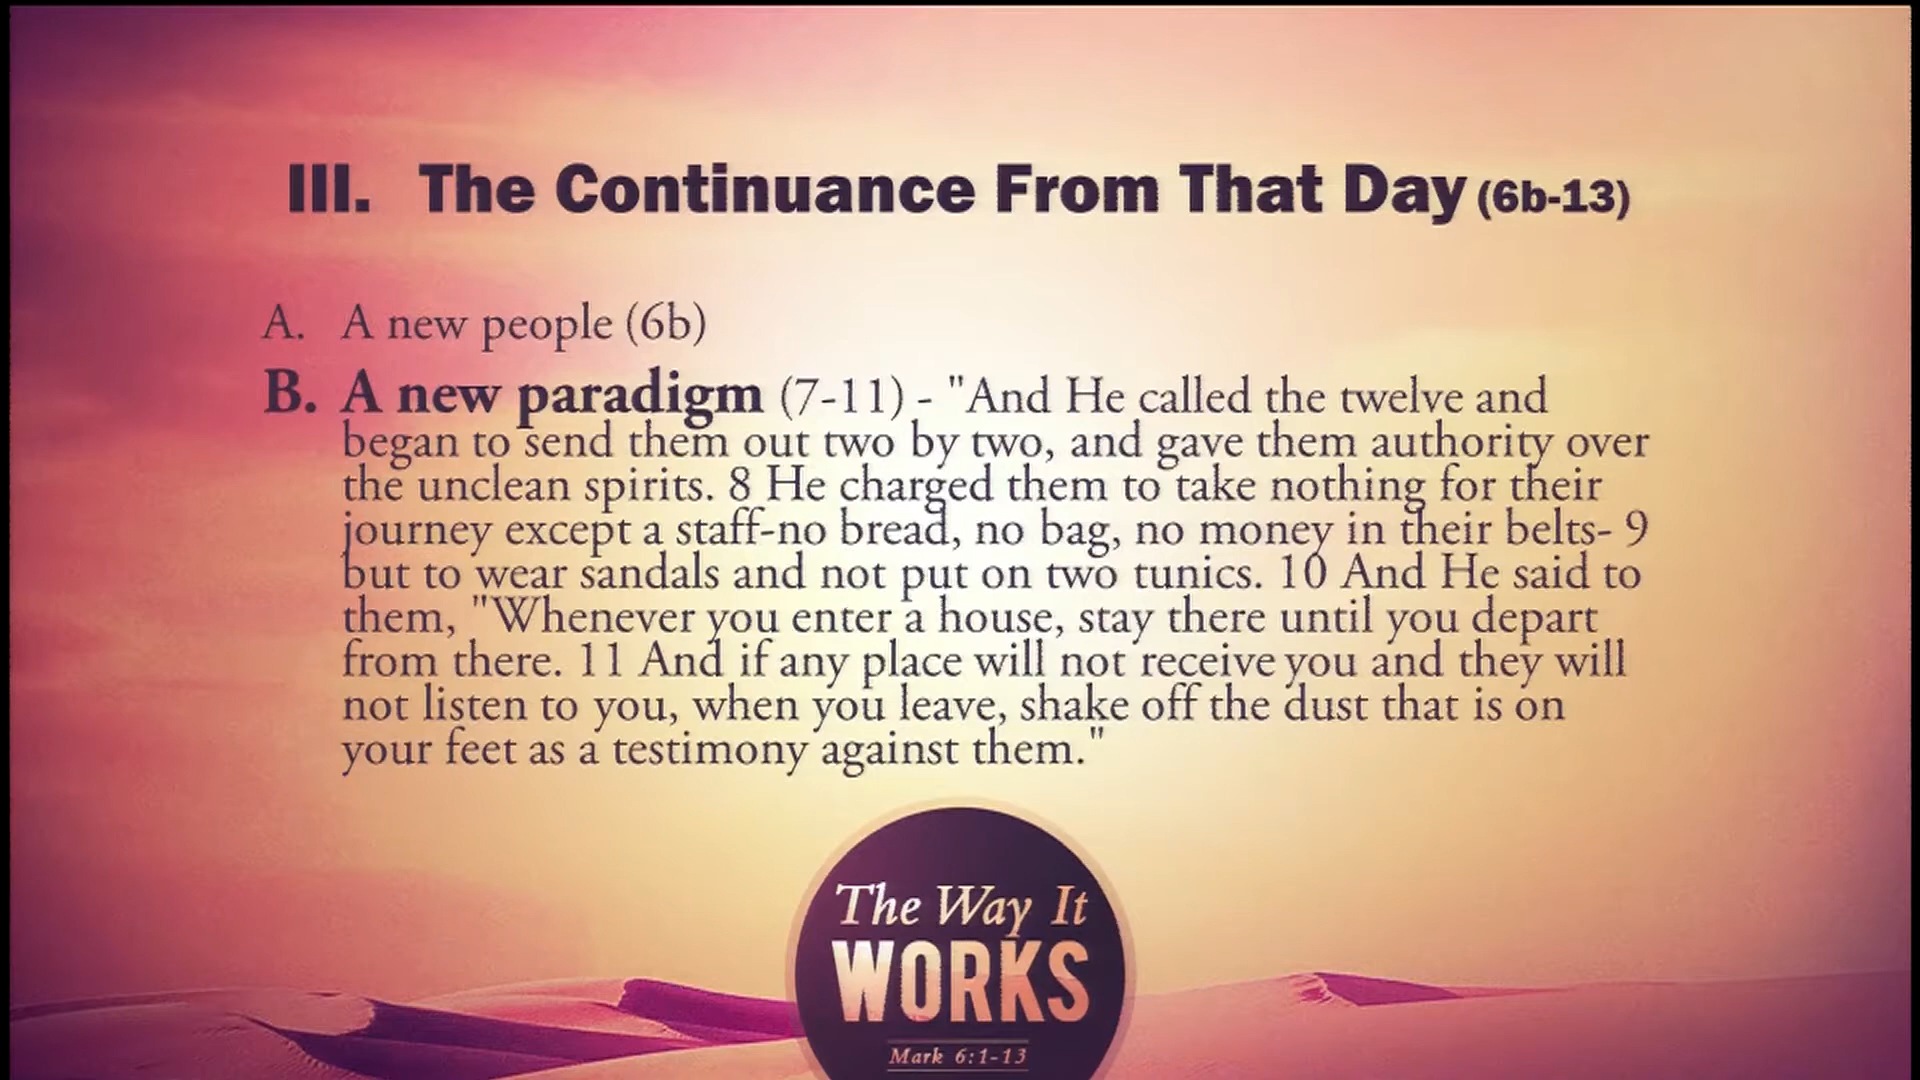 III. The Continuance From That Day (6b-13)
A. A new people (6b)
B. A new paradigm (7-11) - "And He called the twelve and
began to send them out two by two, and gave them authority over
the unclean spirits. 8 He charged them to take nothing for their
journey except a staff-no bread, no bag, no money in their belts- 9
but to wear sandals and not put on two tunics. 10 And He said to
them, "Whenever you enter a house, stay there until you depart
from there. 11 And if any place will not receive you and they will
not listen to you, when you leave, shake off the dust that is on
your feet as a testimony against them."
The Way It
WORKS
Mark 6:1-13